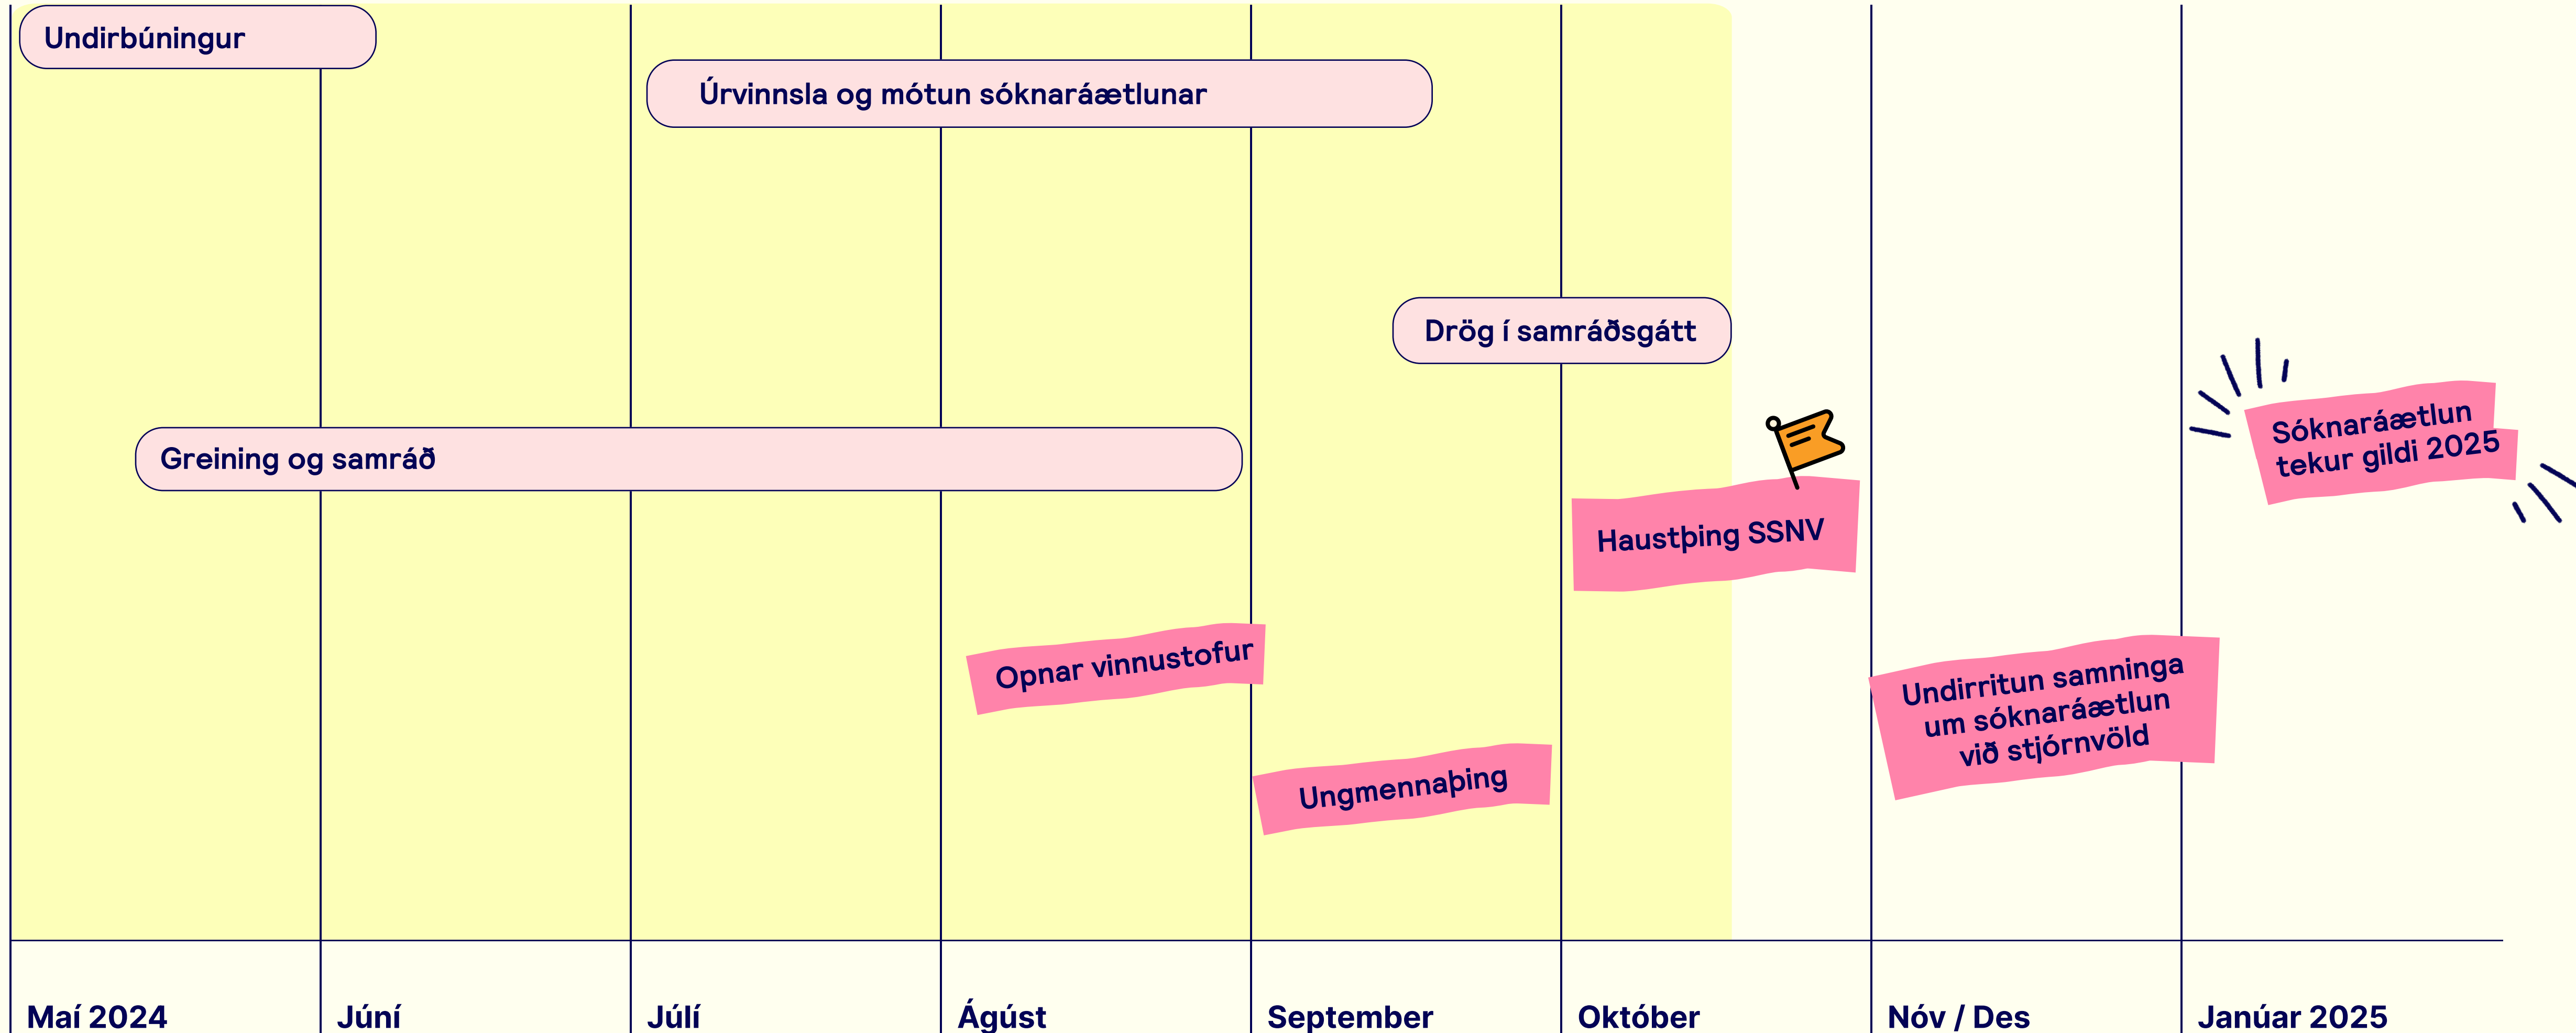 Undirbúningur
Úrvinnsla og mótun sóknaráætlunar
Drög í samráðsgátt
Greining og samráð
Sóknaráætlun
tekur gildi 2025
Haustþing SSNV
Opnar vinnustofur
Undirritun samninga
um sóknaráætlun
við stjórnvöld
Ungmennaþing
Maí 2024
Júní
Júlí
Ágúst
September
Október
Nóv / Des
Janúar 2025